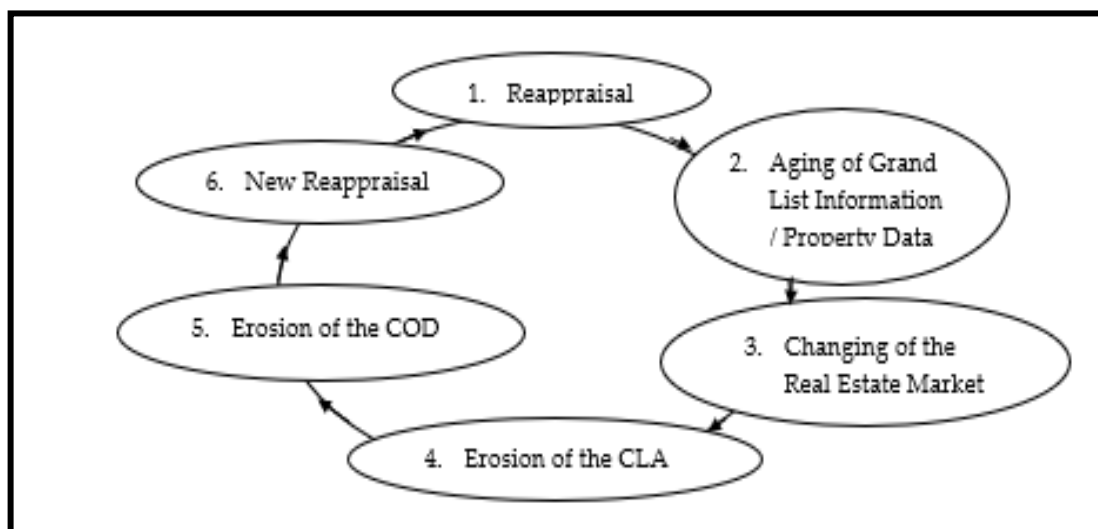 1. Reappraisal
2. Aging of Grand
List Information
/ Property Data
3. Changing of the
Real Estate Market
4. Erosion of the CLA
5. Erosion of the COD
6. New Reappraisal